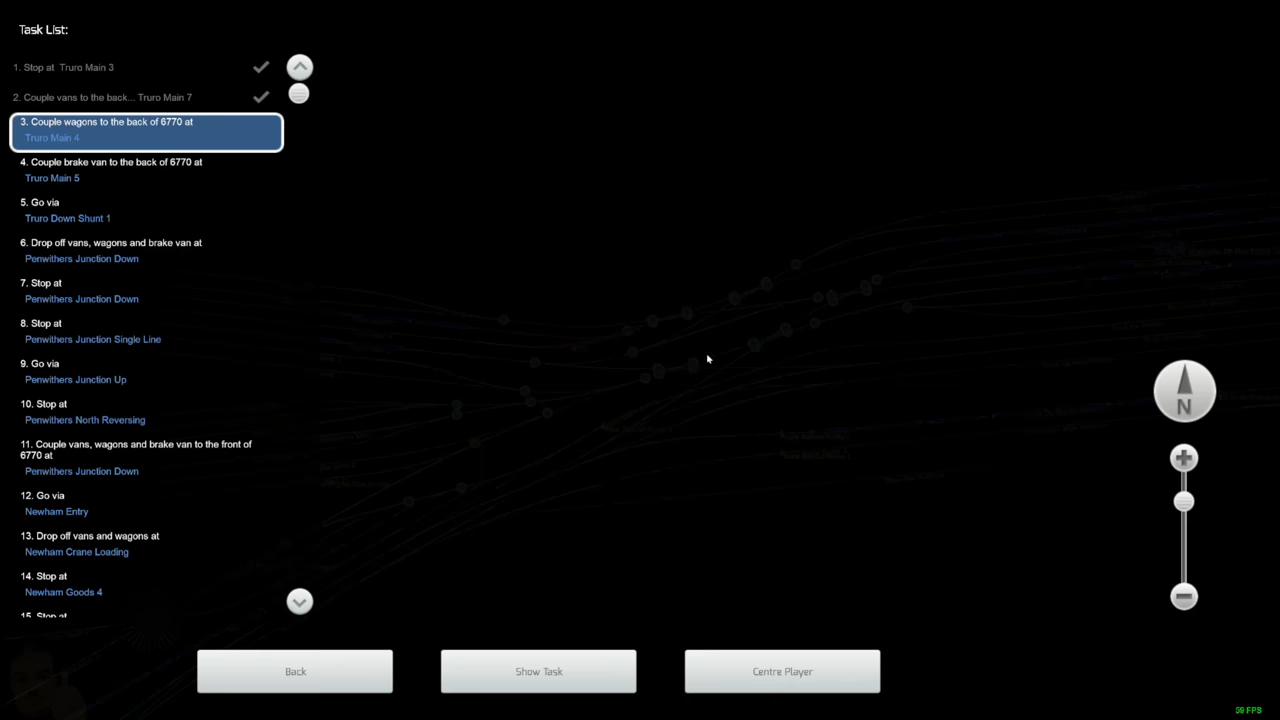 Task List:
1. Stop at Truro Main 3
2. Couple vans to the back... Truro Main 7
3. Couple wagons to the back of 6770 at
Truro Main 4
4. Couple brake van to the back of 6770 at
Truro Main 5
5. Go via
Truro Down Shunt 1
6. Drop off vans, wagons and brake van at
Penwithers Junction Down
7. Stop at
Penwithers Junction Down
8. Stop at
Penwithers Junction Single Line
9. Go via
Penwithers Junction Up
10. Stop at
Penwithers North Reversing
11. Couple vans, wagons and brake van to the front of
6770 at
Penwithers Junction Down
12. Go via
Newham Entry
13. Drop off vans and wagons at
Newham Crane Loading
14. Stop at
Newham Goods 4
15. Stop at
N
Back
Show Task
Centre Player
59 FPS